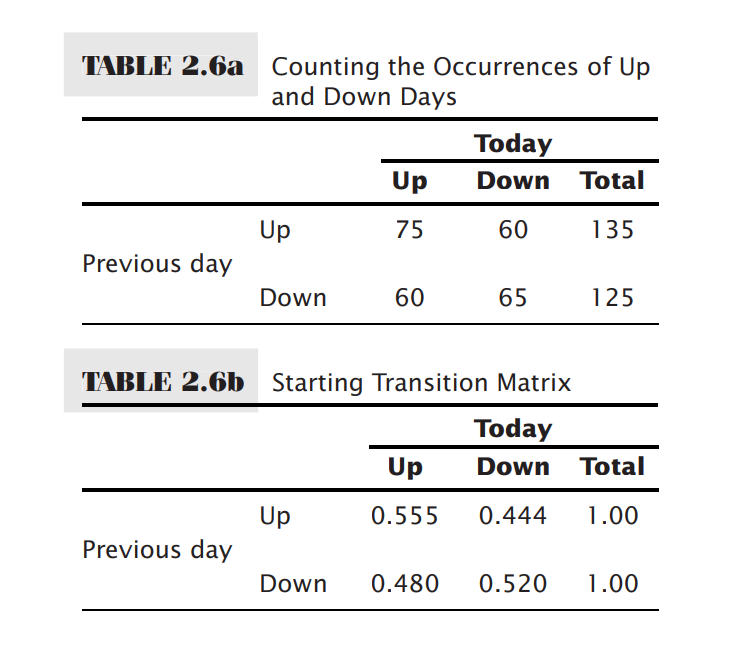 TABLE 2.6a Counting the Occurrences of Up
and Down Days
Today
Up Down Total
Up 75 60 135
Previous day
Down 60 65 125
TABLE 2.6b Starting Transition Matrix
Today
Up Down Total
Up 0.555 0.444 1.00
Previous day
Down 0.480 0.520 1.00